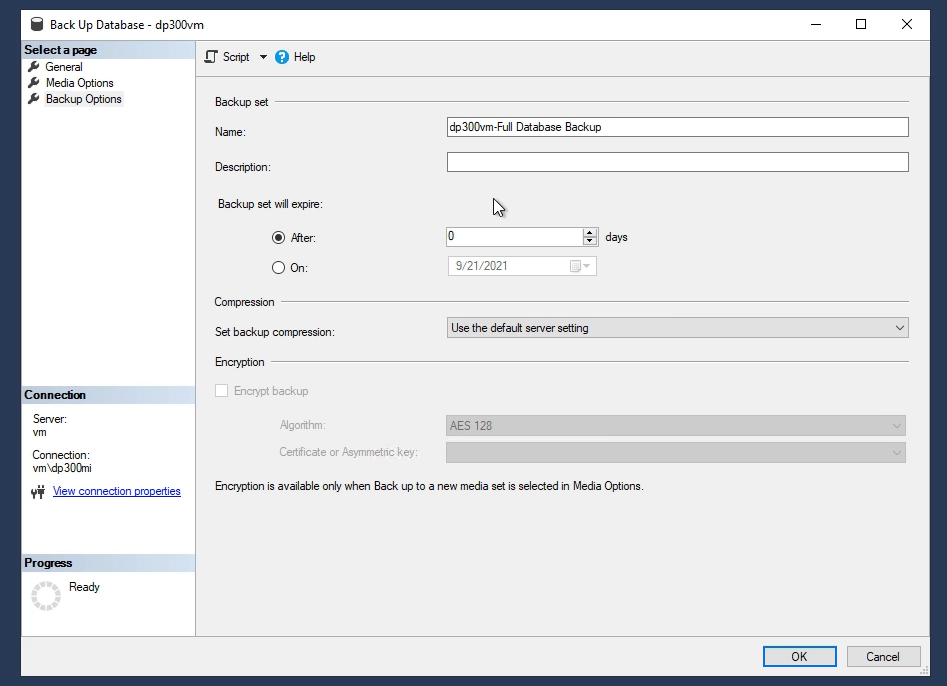 Back Up Database - dp300vm
Select a page
General
Media Options
Backup Options
Script
? Help
Backup set
Name:
dp300vm-Full Database Backup
Description:
Backup set will expire:
After:
0
days
On:
9/21/2021
Compression
Set backup compression:
Use the default server setting
Encryption
Encrypt backup
Algorithm:
AES 128
Certificate or Asymmetric key:
Encryption is available only when Back up to a new media set is selected in Media Options.
Connection
Server:
vm
Connection:
vm\dp300mi
View connection properties
Progress
Ready
OK
Cancel